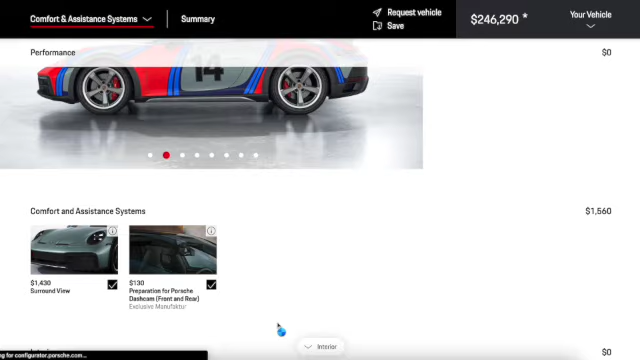 Comfort & Assistance Systems
Summary
Request vehicle
Save
$246,290 *
Your Vehicle
Performance
$0
14
Comfort and Assistance Systems
$1,560
$1,430
Surround View
$130
Preparation for Porsche
Dashcam (Front and Rear)
Exclusive Manufaktur
Interior
$0
ng for configurator.porsche.com...